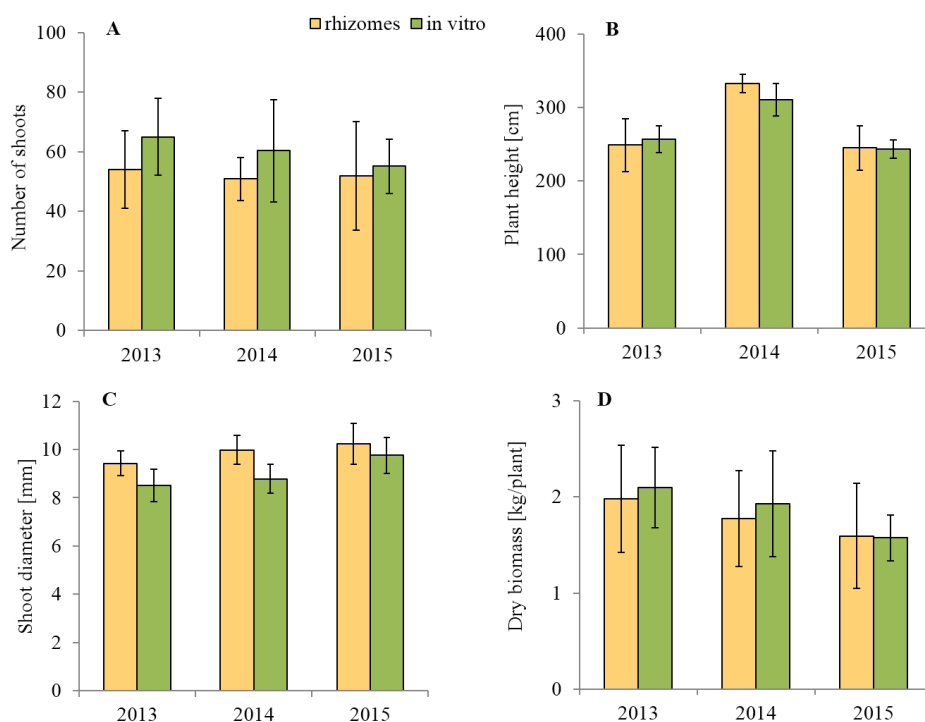 A
rhizomes in vitro
B
100
80
60
40
20
0
Number of shoots
2013 2014 2015
400
300
200
100
0
Plant height [cm]
2013 2014 2015
C
12
10
8
6
4
2
0
Shoot diameter [mm]
2013 2014 2015
D
3
2
1
0
Dry biomass [kg/plant]
2013 2014 2015